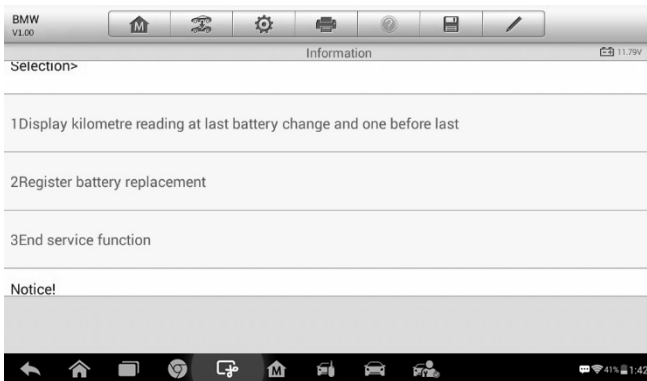 BMW
V1.00
Information
11.79V
Selection>
1Display kilometre reading at last battery change and one before last
2Register battery replacement
3End service function
Notice!
41%
1:42